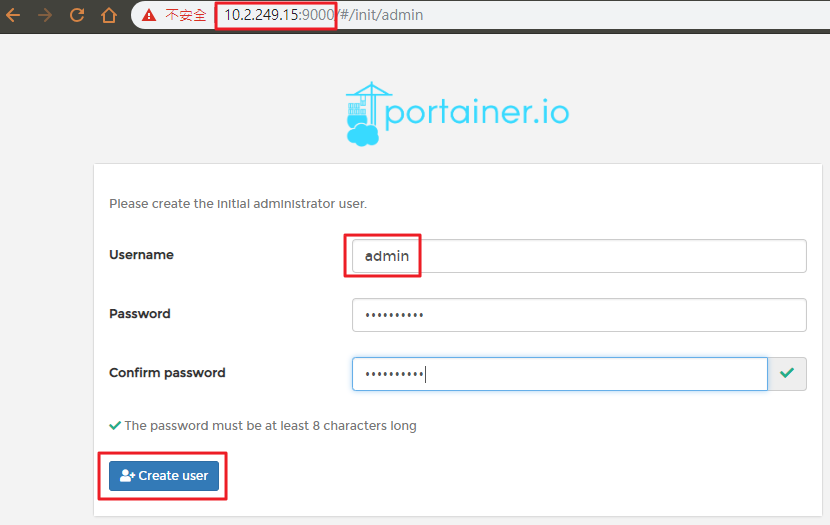 不安全 10.2.249.15:9000/#/init/admin
portainer.io
Please create the initial administrator user.
Username admin
Password ••••••••••
Confirm password ••••••••••
The password must be at least 8 characters long
Create user